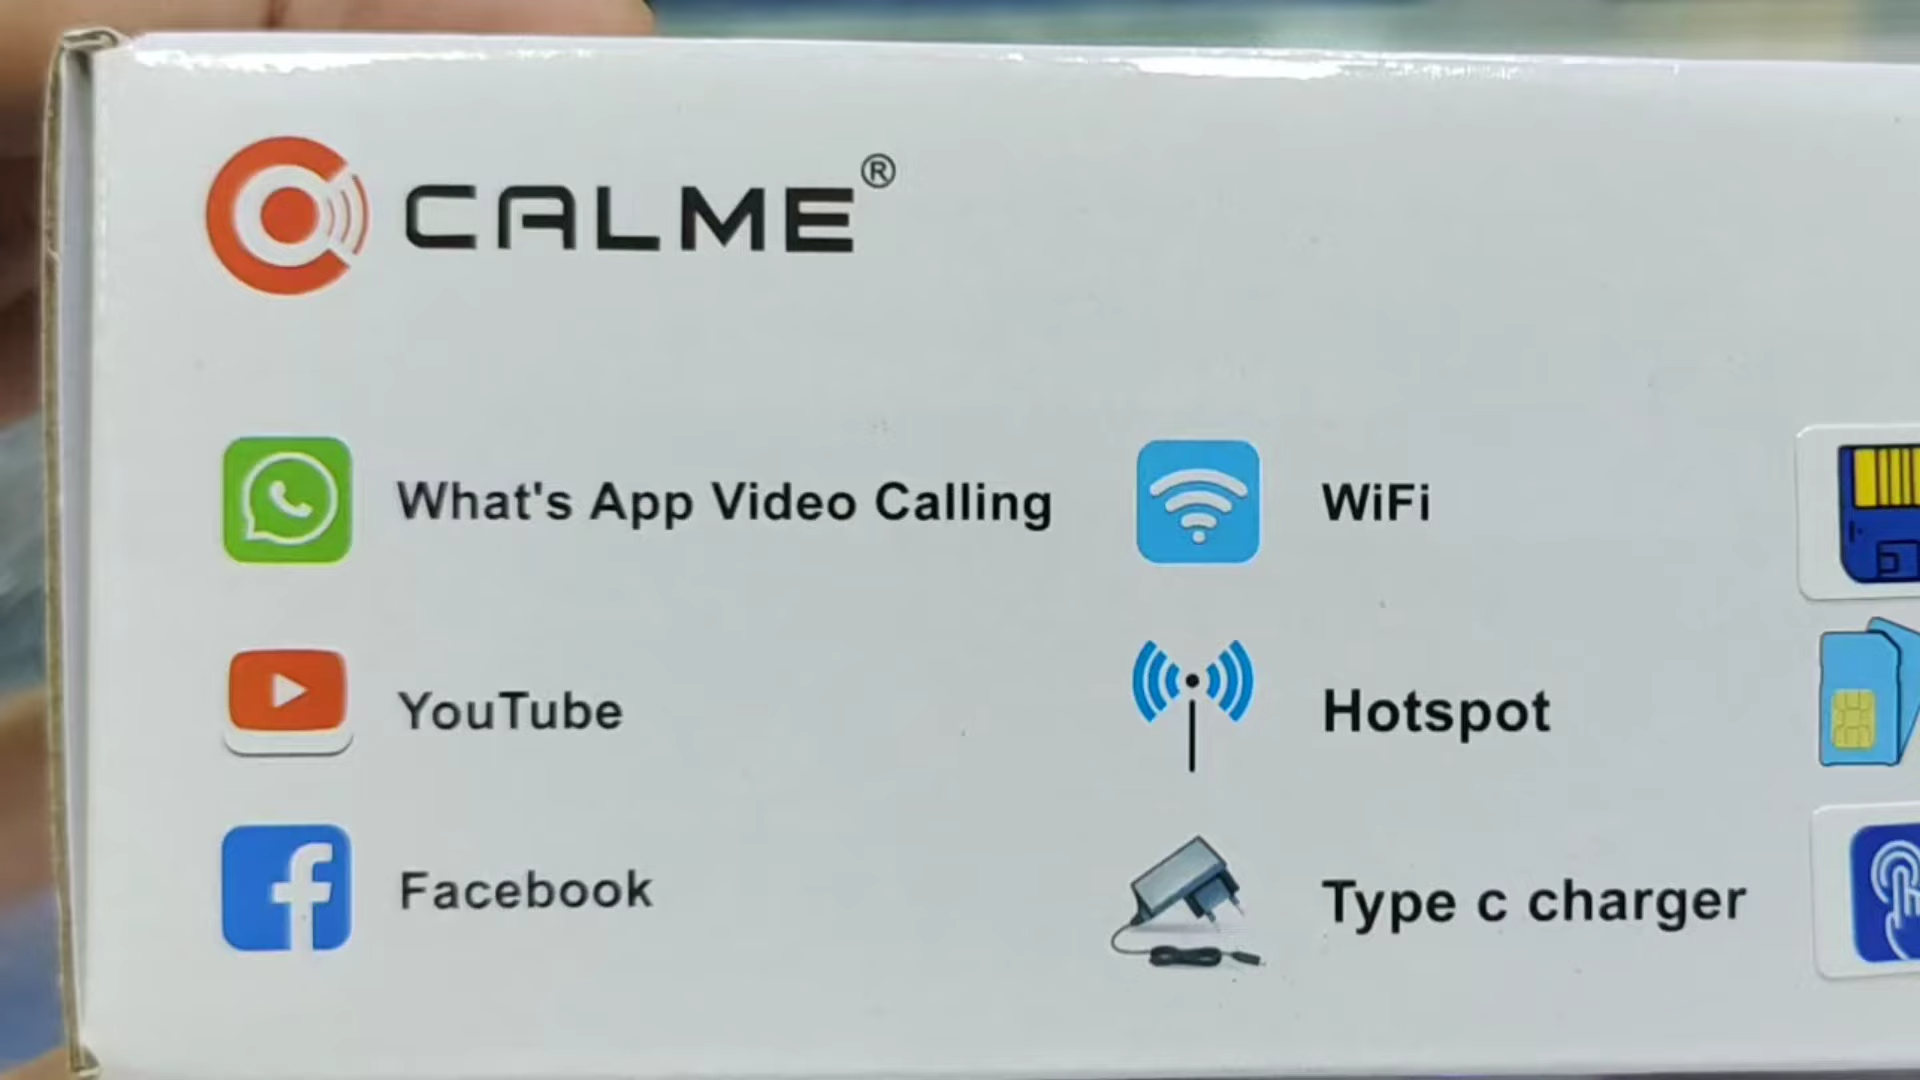 CALME®
What's App Video Calling
YouTube
Facebook
WiFi
Hotspot
Type c charger